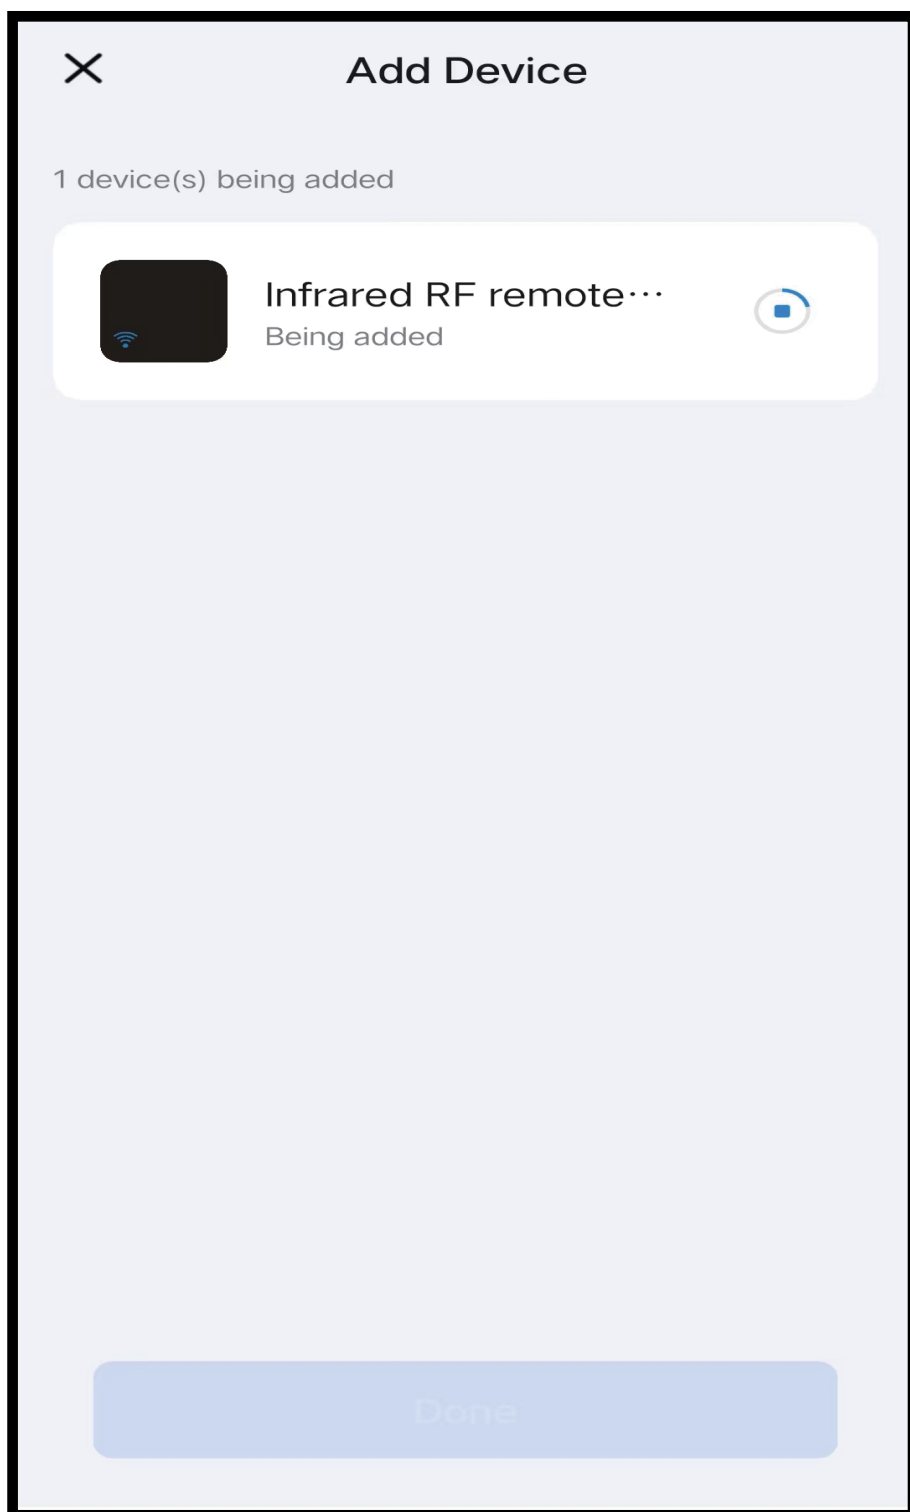 Add Device
1 device(s) being added
Infrared RF remote···
Being added
Done